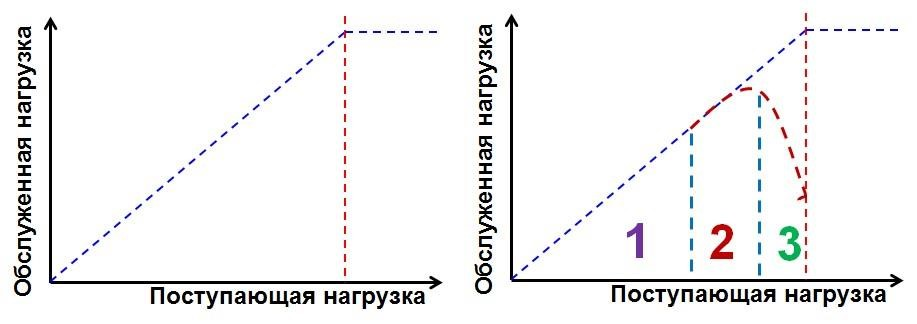 Обслуженная нагрузка
Поступающая нагрузка
Обслуженная нагрузка
1
2
3
Поступающая нагрузка